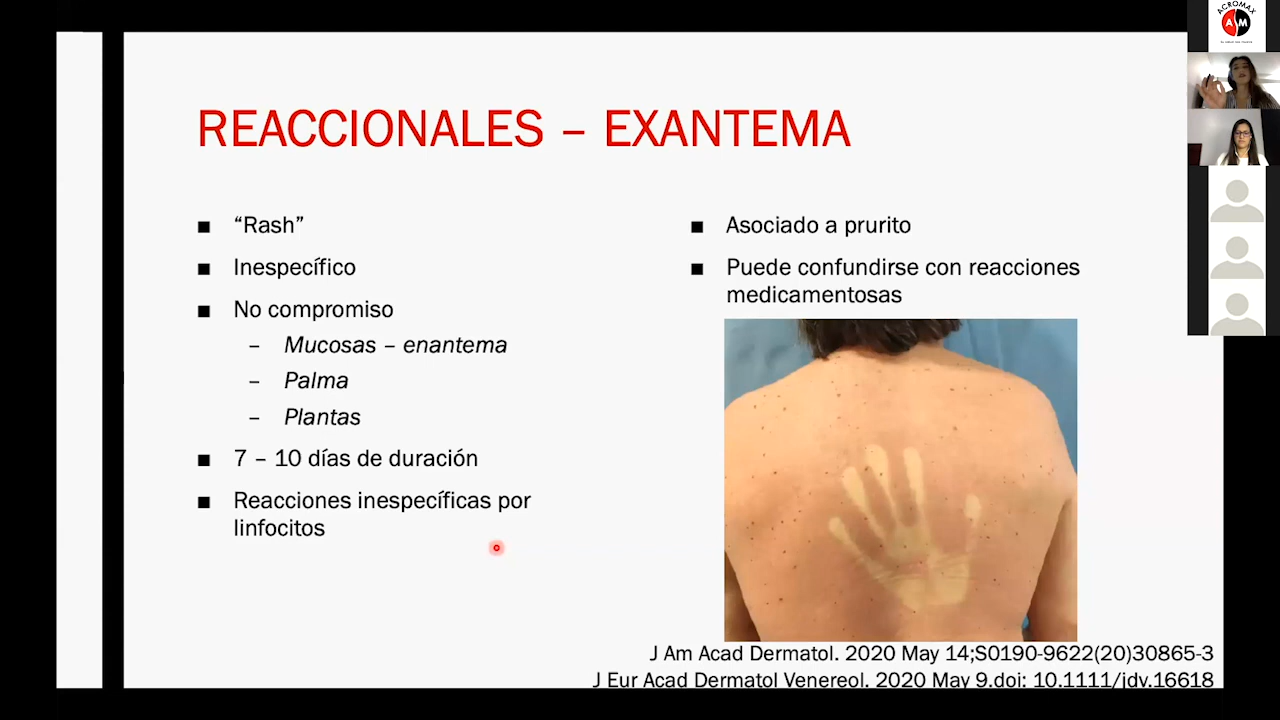 REACCIONALES – EXANTEMA
■ “Rash”
■ Inespecífico
■ No compromiso
– Mucosas – enantema
– Palma
– Plantas
■ 7 – 10 días de duración
■ Reacciones inespecíficas por
linfocitos
■ Asociado a prurito
■ Puede confundirse con reacciones
medicamentosas
J Am Acad Dermatol. 2020 May 14;S0190-9622(20)30865-3
J Eur Acad Dermatol Venereol. 2020 May 9.doi: 10.1111/jdv.16618
ACROMAX
A M